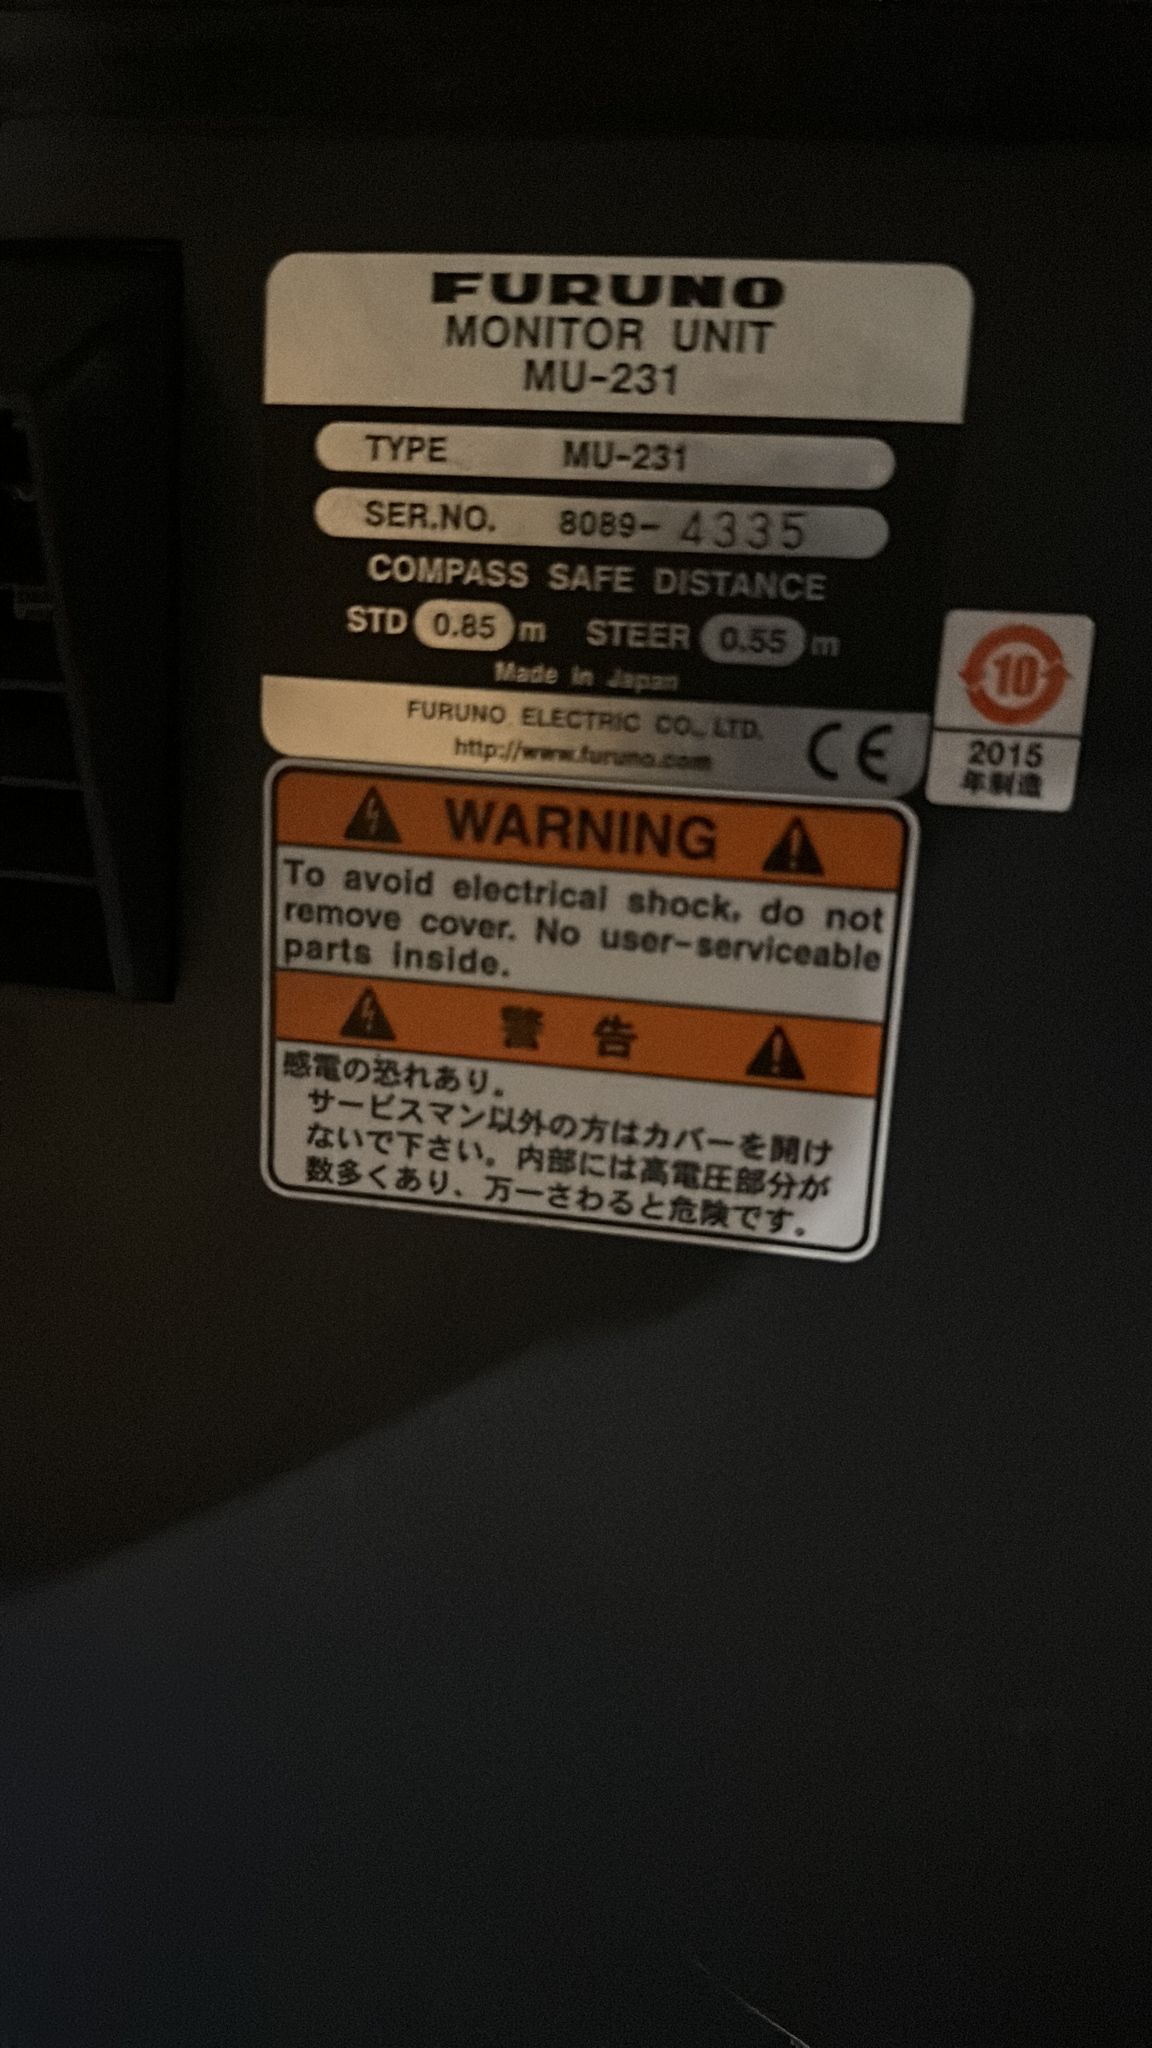 FURUNO
MONITOR UNIT
MU-231
TYPE MU-231
SER.NO. 8089- 4335
COMPASS SAFE DISTANCE
STD 0.85 m STEER 0.55 m
Made in Japan
FURUNO ELECTRIC CO., LTD.
http://www.furuno.com
CE
10
2015
年制造
WARNING
To avoid electrical shock, do not
remove cover. No user-serviceable
parts inside.
警 告
感電の恐れあり。
サービスマン以外の方はカバーを開け
ないで下さい。内部には高電圧部分が
数多くあり、万一さわると危険です。